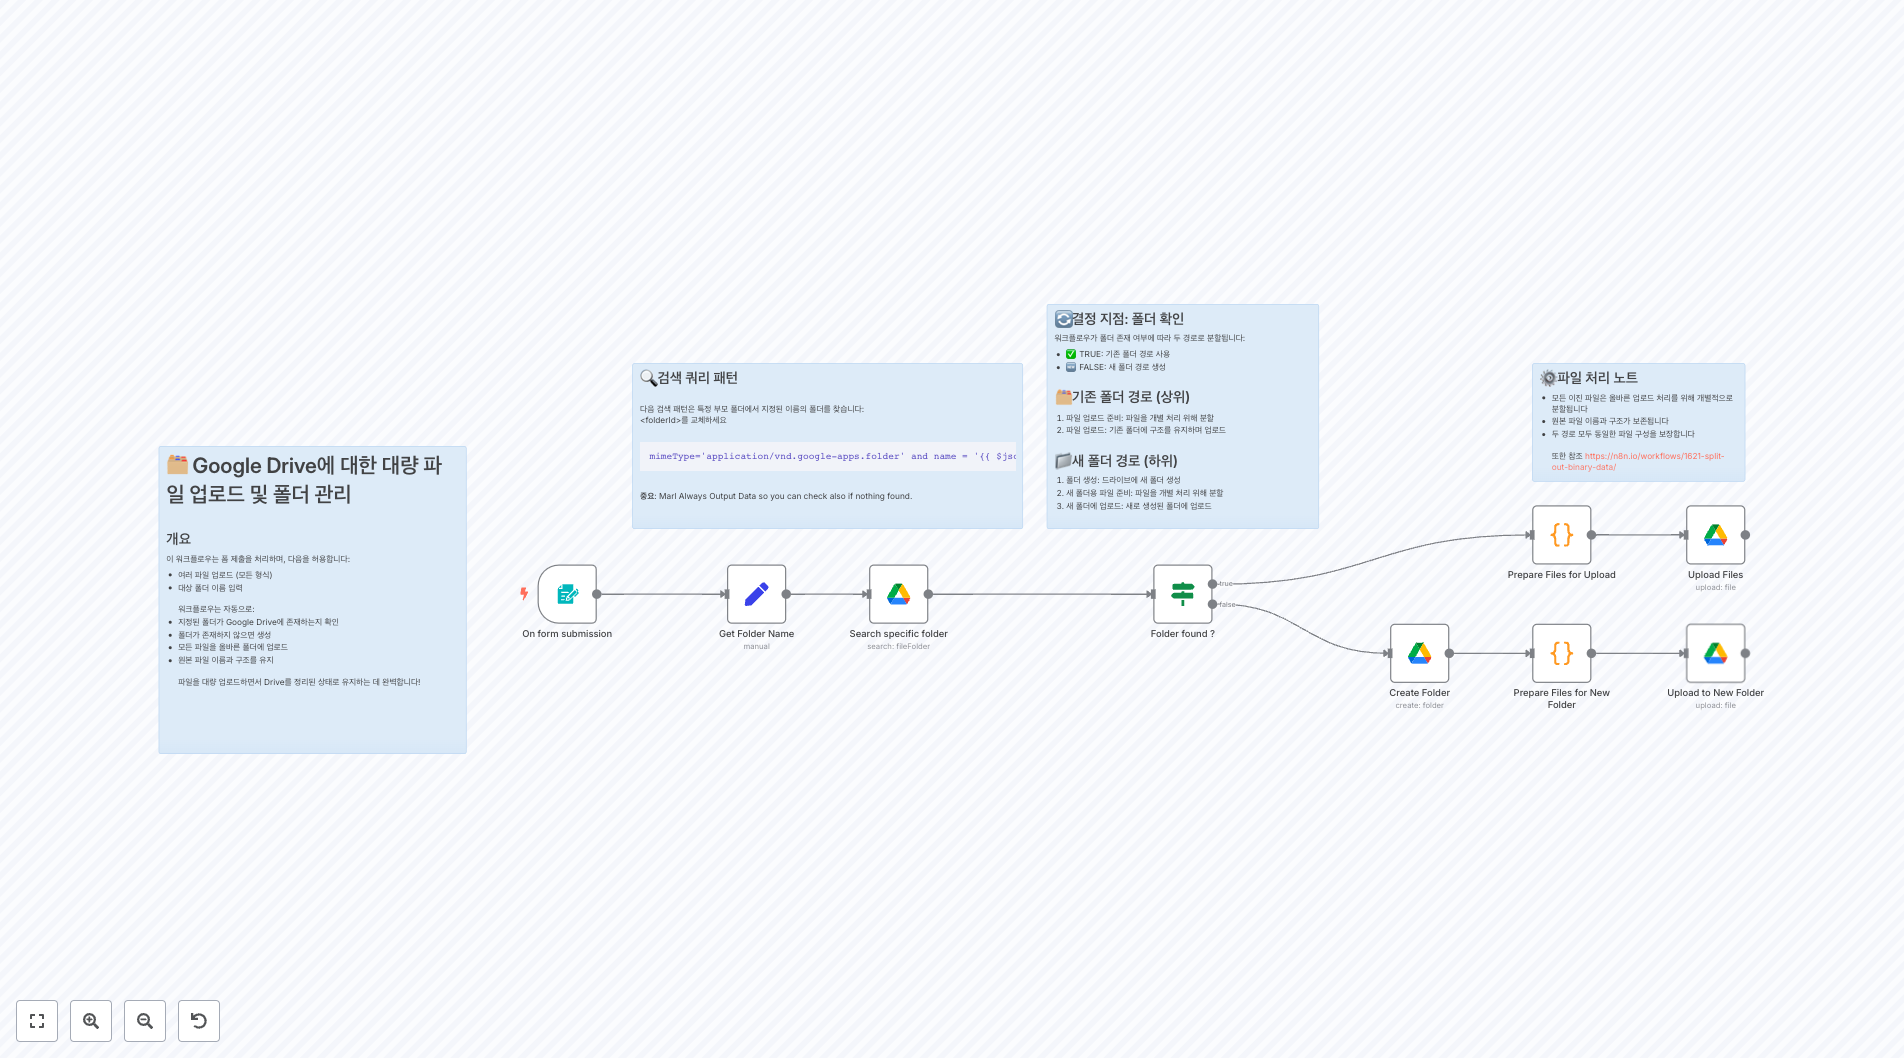 🗂️ Google Drive에 대한 대량 파
일 업로드 및 폴더 관리
개요
이 워크플로우는 폼 제출을 처리하며, 다음을 허용합니다:
여러 파일 업로드 (모든 형식)
대상 폴더 이름 입력
워크플로우는 자동으로:
지정된 폴더가 Google Drive에 존재하는지 확인
폴더가 존재하지 않으면 생성
모든 파일을 올바른 폴더에 업로드
원본 파일 이름과 구조를 유지
파일을 대량 업로드하면서 Drive를 정리된 상태로 유지하는 데 완벽합니다!
🔍검색 쿼리 패턴
다음 검색 패턴은 특정 부모 폴더에서 지정된 이름의 폴더를 찾습니다:
<folderId>를 교체하세요
mimeType='application/vnd.google-apps.folder' and name = '{{ $jso
중요: Marl Always Output Data so you can check also if nothing found.
🔄결정 지점: 폴더 확인
워크플로우가 폴더 존재 여부에 따라 두 경로로 분할됩니다:
✅ TRUE: 기존 폴더 경로 사용
🆕 FALSE: 새 폴더 경로 생성
🗂️기존 폴더 경로 (상위)
1. 파일 업로드 준비: 파일을 개별 처리 위해 분할
2. 파일 업로드: 기존 폴더에 구조를 유지하며 업로드
📁새 폴더 경로 (하위)
1. 폴더 생성: 드라이브에 새 폴더 생성
2. 새 폴더용 파일 준비: 파일을 개별 처리 위해 분할
3. 새 폴더에 업로드: 새로 생성된 폴더에 업로드
⚙️파일 처리 노트
모든 이진 파일은 올바른 업로드 처리를 위해 개별적으로
분할됩니다
원본 파일 이름과 구조가 보존됩니다
두 경로 모두 동일한 파일 구성을 보장합니다
또한 참조 https://n8n.io/workflows/1621-split-
out-binary-data/
On form submission
Get Folder Name
manual
Search specific folder
search: fileFolder
Folder found ?
true
false
Prepare Files for Upload
Upload Files
upload: file
Create Folder
create: folder
Prepare Files for New
Folder
Upload to New Folder
upload: file